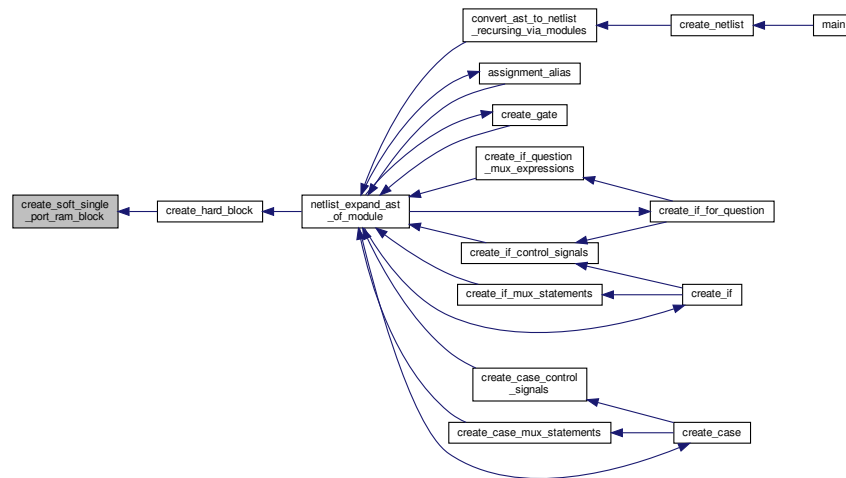 convert_ast_to_netlist
_recursing_via_modules
create_netlist
main
assignment_alias
create_gate
create_if_question
_mux_expressions
create_soft_single
_port_ram_block
create_hard_block
netlist_expand_ast
_of_module
create_if_for_question
create_if_control_signals
create_if_mux_statements
create_if
create_case_control
_signals
create_case_mux_statements
create_case